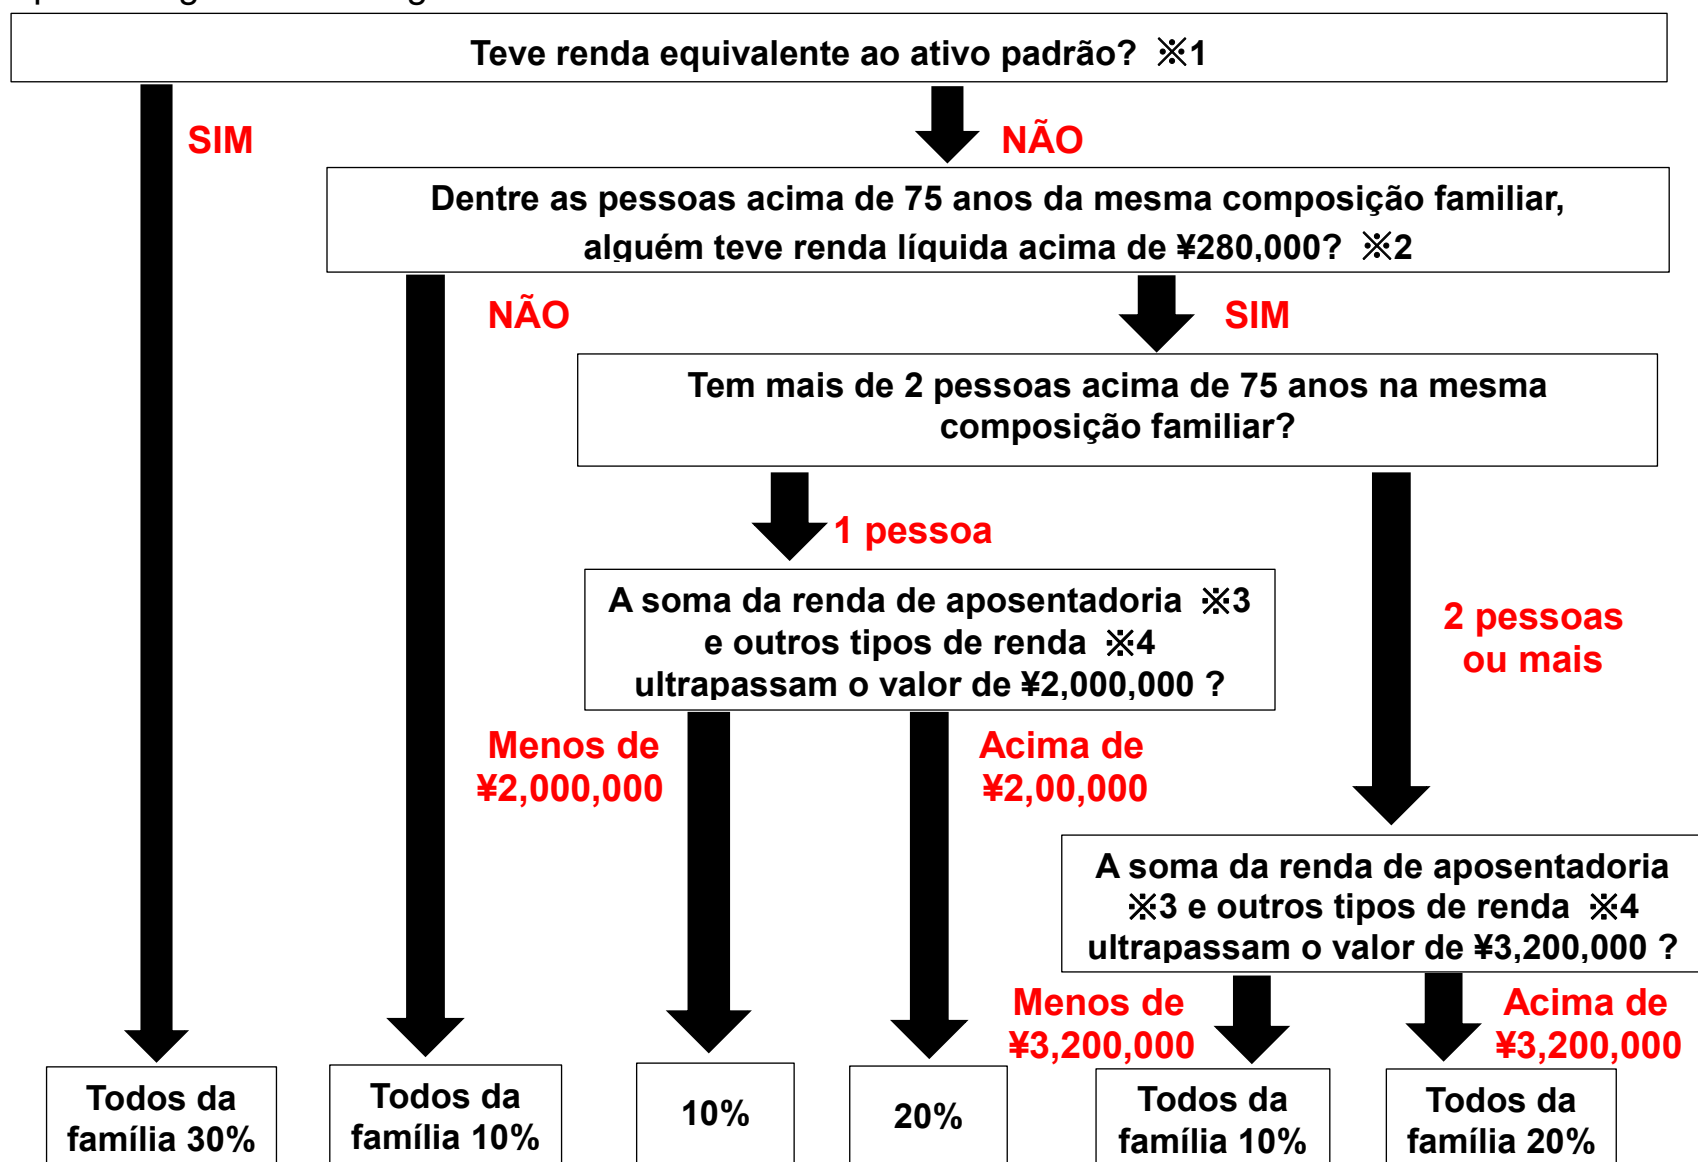 Teve renda equivalente ao ativo padrão? ※1
SIM
NÃO
Dentre as pessoas acima de 75 anos da mesma composição familiar,
alguém teve renda líquida acima de ¥280,000? ※2
NÃO
SIM
Tem mais de 2 pessoas acima de 75 anos na mesma
composição familiar?
1 pessoa
2 pessoas
ou mais
A soma da renda de aposentadoria ※3
e outros tipos de renda ※4
ultrapassam o valor de ¥2,000,000 ?
Menos de
¥2,000,000
Acima de
¥2,00,000
A soma da renda de aposentadoria
※3 e outros tipos de renda ※4
ultrapassam o valor de ¥3,200,000 ?
Menos de
¥3,200,000
Acima de
¥3,200,000
Todos da
família 30%
Todos da
família 10%
10%
20%
Todos da
família 10%
Todos da
família 20%